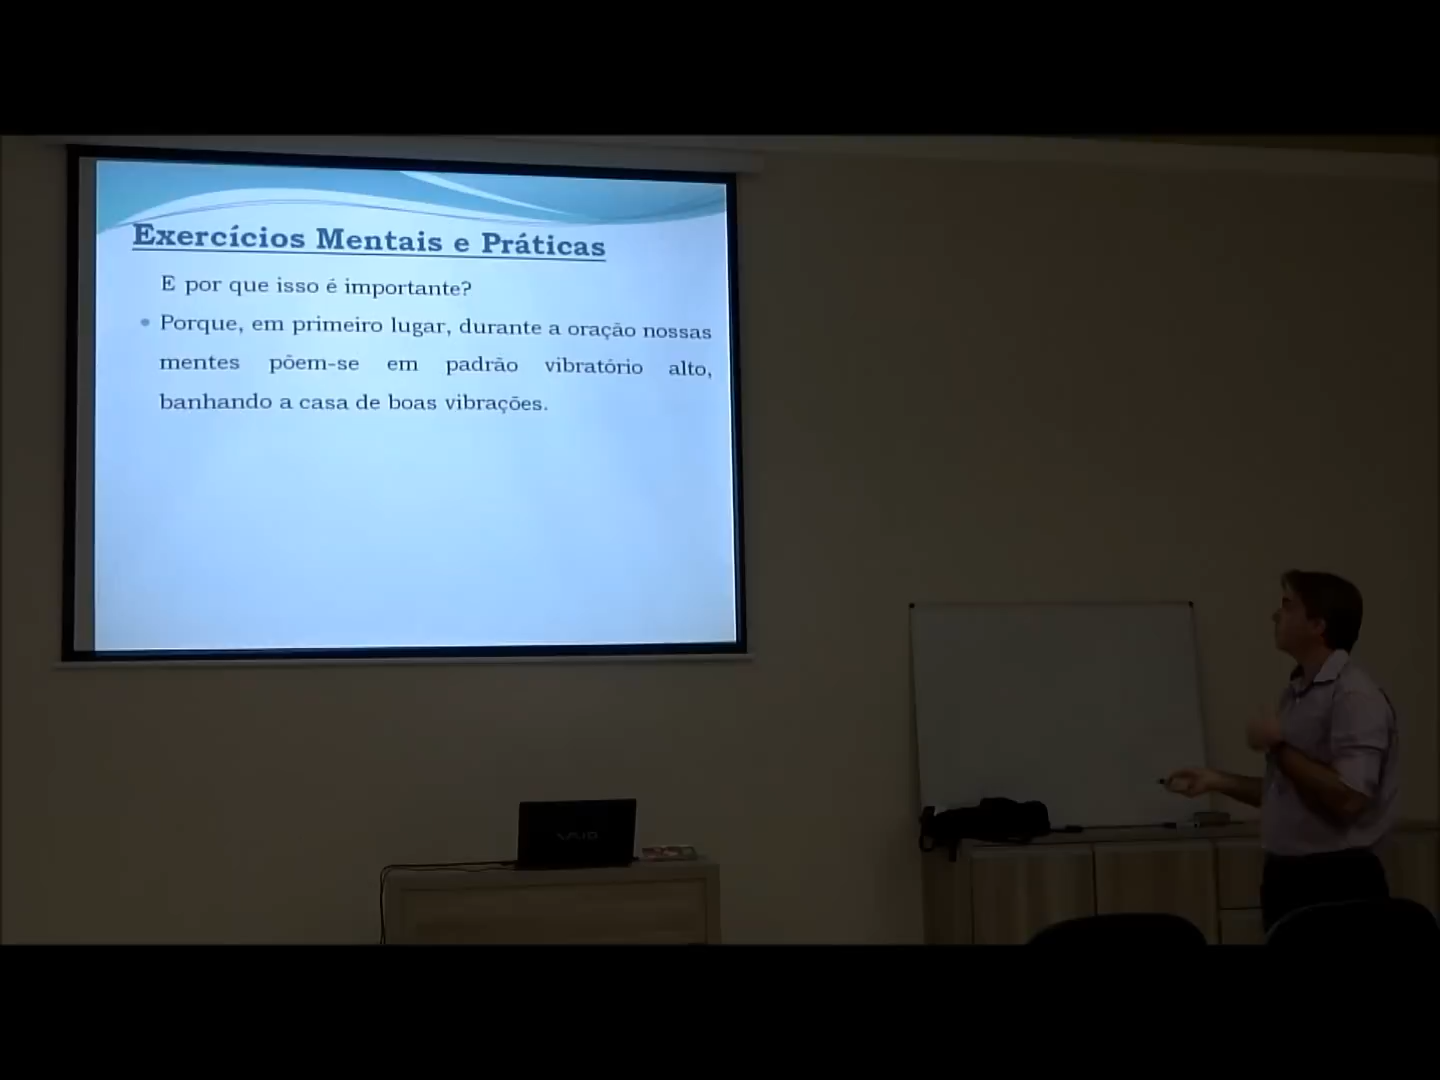 Exercícios Mentais e Práticas
E por que isso é importante?
• Porque, em primeiro lugar, durante a oração nossas
mentes põem-se em padrão vibratório alto,
banhando a casa de boas vibrações.
VAIO